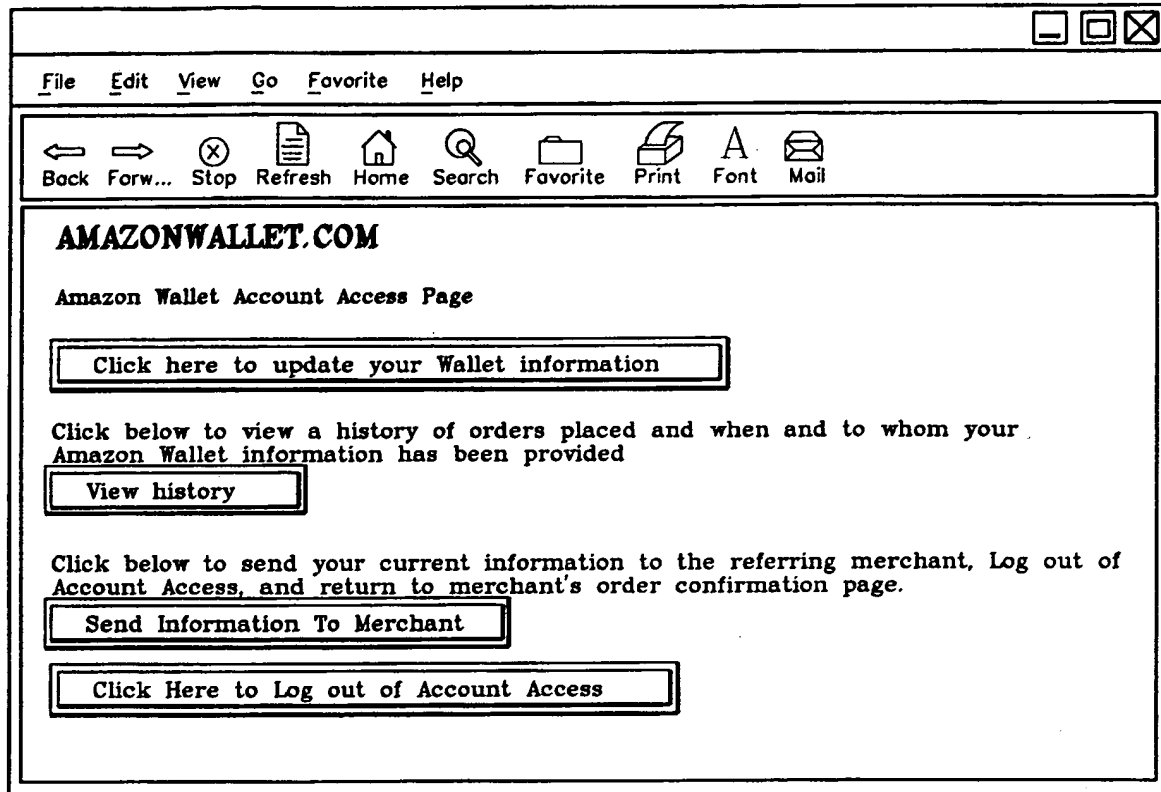 File Edit View Go Favorite Help
Back Forw... Stop Refresh Home Search Favorite Print Font Mail
AMAZONWALLET.COM
Amazon Wallet Account Access Page
Click here to update your Wallet information
Click below to view a history of orders placed and when and to whom your
Amazon Wallet information has been provided
View history
Click below to send your current information to the referring merchant, Log out of
Account Access, and return to merchant's order confirmation page.
Send Information To Merchant
Click Here to Log out of Account Access